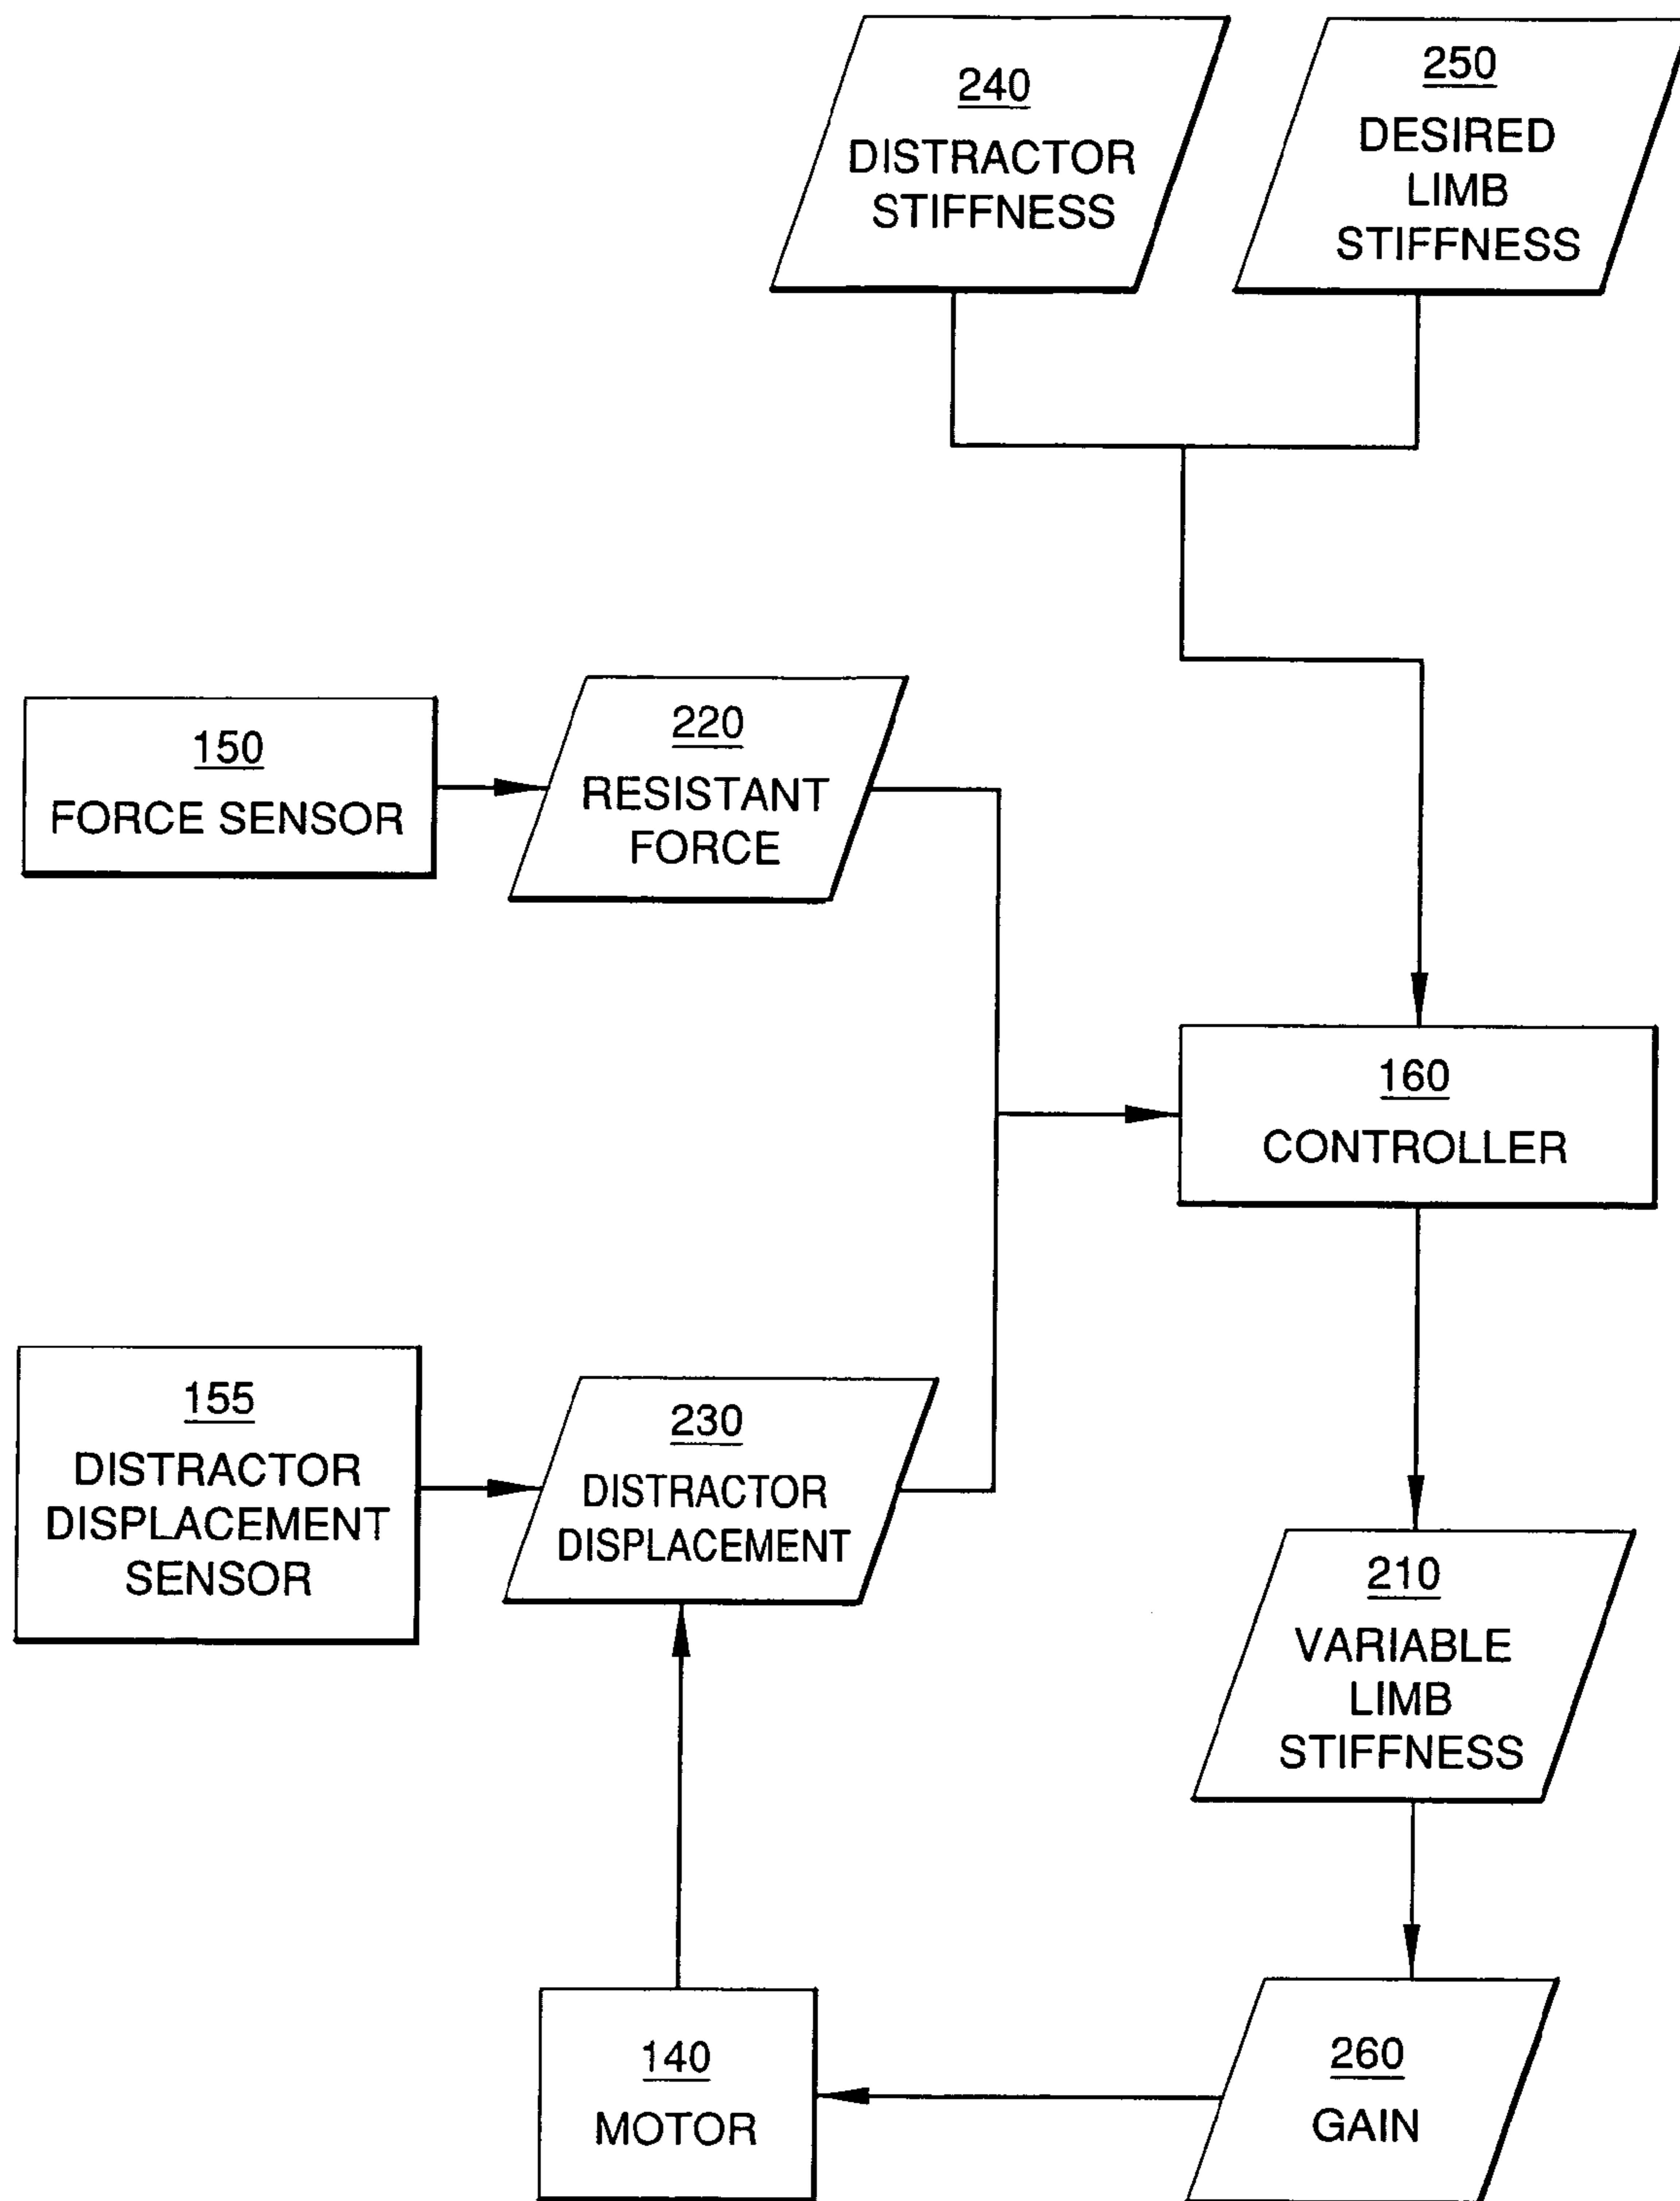 240
DISTRACTOR
STIFFNESS
250
DESIRED
LIMB
STIFFNESS
150
FORCE SENSOR
220
RESISTANT
FORCE
160
CONTROLLER
155
DISTRACTOR
DISPLACEMENT
SENSOR
230
DISTRACTOR
DISPLACEMENT
210
VARIABLE
LIMB
STIFFNESS
140
MOTOR
260
GAIN